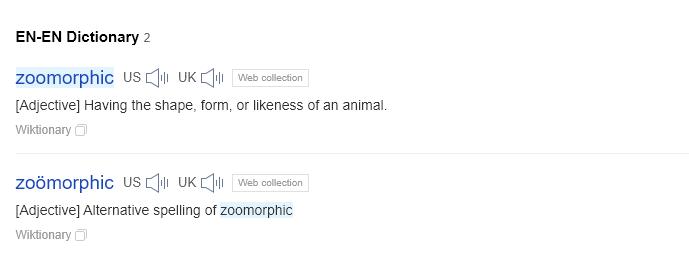 EN-EN Dictionary 2
zoomorphic US UK Web collection
[Adjective] Having the shape, form, or likeness of an animal.
Wiktionary
zoömorphic US UK Web collection
[Adjective] Alternative spelling of zoomorphic
Wiktionary